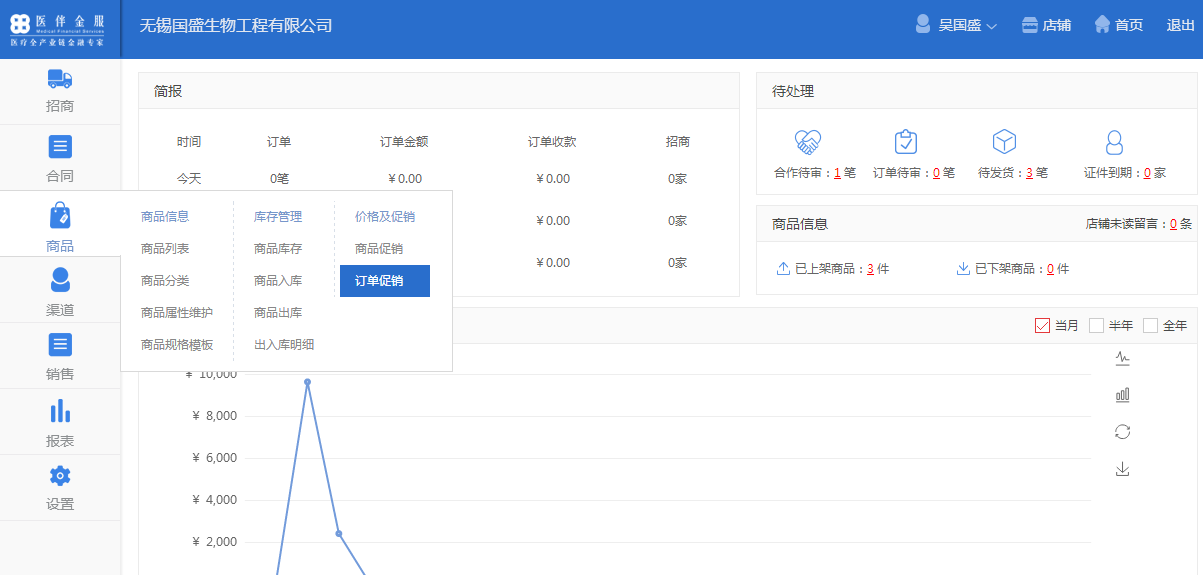 医伴金服
Medical Financial Services
医疗全产业链金融专家
无锡国盛生物工程有限公司
吴国盛
店铺
首页
退出
招商
合同
商品
渠道
销售
报表
设置
简报
时间 订单 订单金额 订单收款 招商
今天 0笔 ¥ 0.00 ¥ 0.00 0家
¥ 0.00 0家
¥ 0.00 0家
商品信息
商品列表
商品分类
商品属性维护
商品规格模板
库存管理
商品库存
商品入库
商品出库
出入库明细
价格及促销
商品促销
订单促销
待处理
合作待审：1 笔 订单待审：0 笔 待发货：3 笔 证件到期：0 家
商品信息 店铺未读留言：0 条
已上架商品：3 件 已下架商品：0 件
当月 半年 全年
¥ 10,000
¥ 8,000
¥ 6,000
¥ 4,000
¥ 2,000